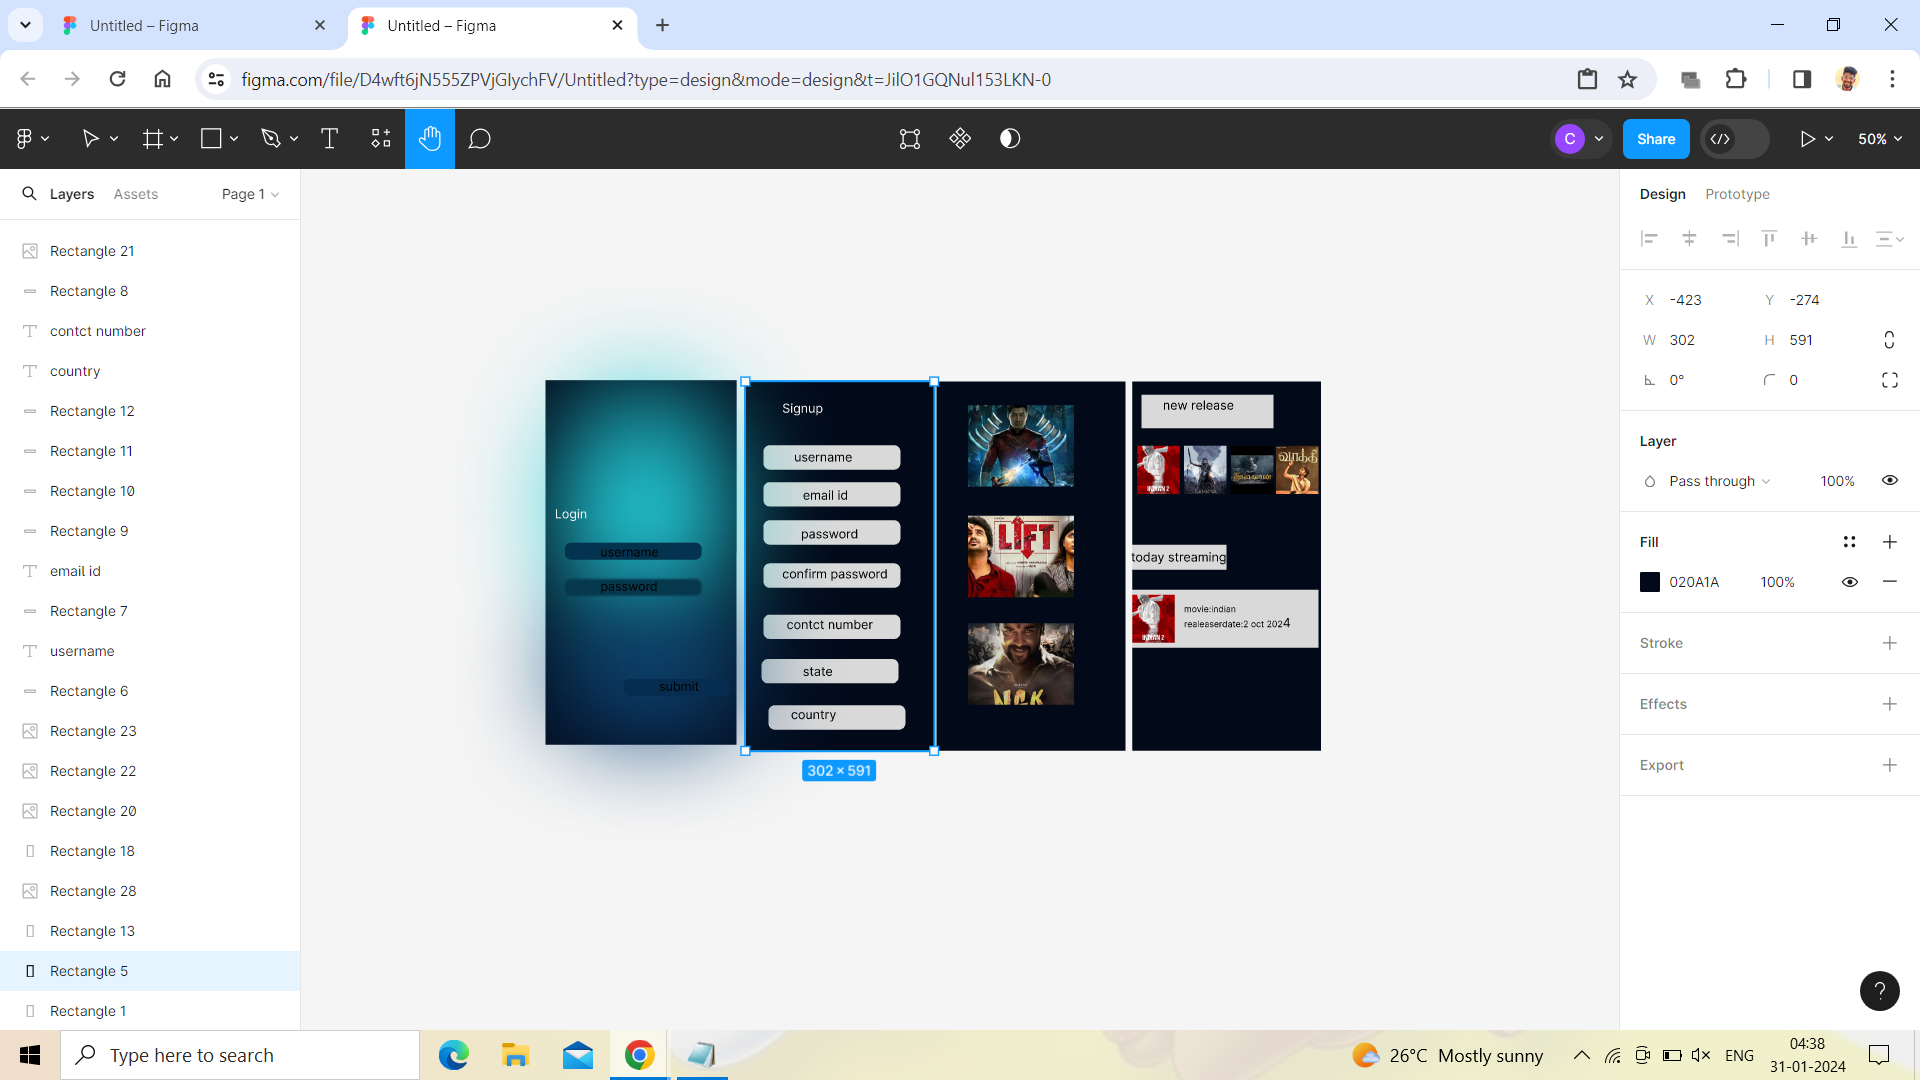 Untitled – Figma
Untitled – Figma
figma.com/file/D4wft6jN555ZPVjGlychFV/Untitled?type=design&mode=design&t=JilO1GQNul153LKN-0
C
Share
50%
Layers
Assets
Page 1
Rectangle 21
Rectangle 8
contct number
country
Rectangle 12
Rectangle 11
Rectangle 10
Rectangle 9
email id
Rectangle 7
username
Rectangle 6
Rectangle 23
Rectangle 22
Rectangle 20
Rectangle 18
Rectangle 28
Rectangle 13
Rectangle 5
Rectangle 1
Login
username
password
submit
Signup
username
email id
password
confirm password
contct number
state
country
302 × 591
LIFT
NGK
new release
INDIAN 2
வாத்தி
today streaming
INDIAN 2
movie:indian
realeaserdate:2 oct 2024
Design
Prototype
X -423
Y -274
W 302
H 591
0°
0
Layer
Pass through
100%
Fill
020A1A
100%
Stroke
Effects
Export
?
Type here to search
26°C Mostly sunny
ENG
04:38
31-01-2024